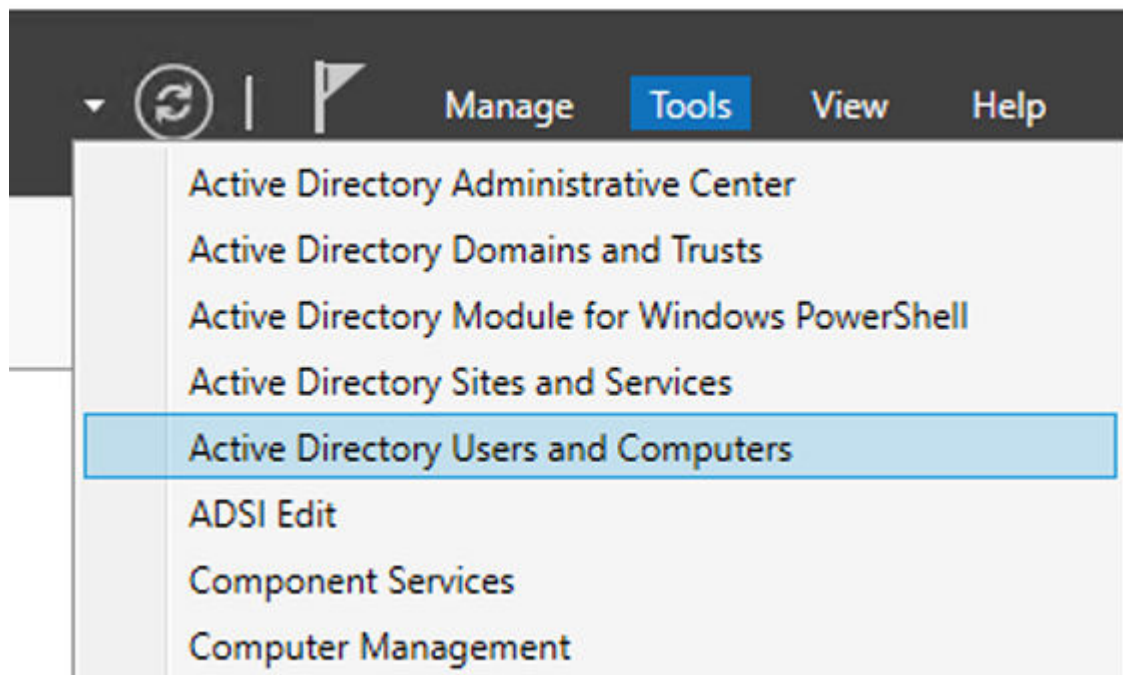 Manage Tools View Help
Active Directory Administrative Center
Active Directory Domains and Trusts
Active Directory Module for Windows PowerShell
Active Directory Sites and Services
Active Directory Users and Computers
ADSI Edit
Component Services
Computer Management